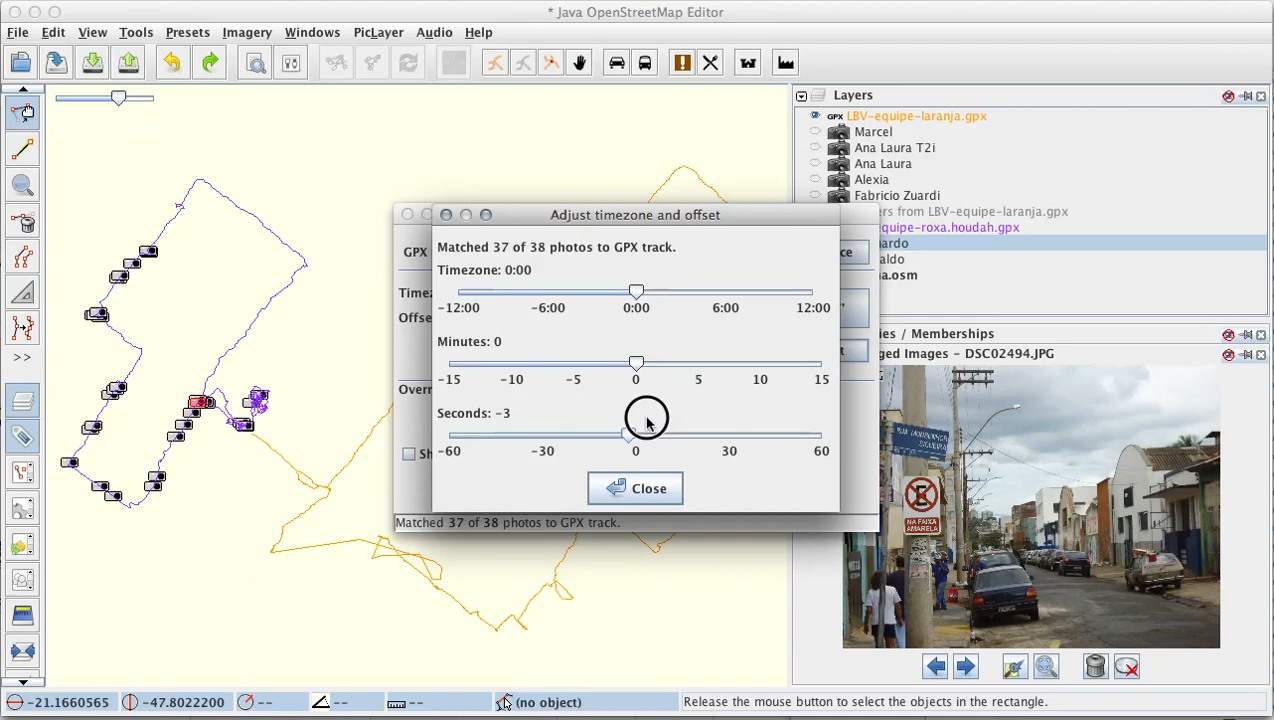 * Java OpenStreetMap Editor
File Edit View Tools Presets Imagery Windows PicLayer Audio Help
Layers
GPX LBV-equipe-laranja.gpx
Marcel
Ana Laura T2i
Ana Laura
Alexia
Fabricio Zuardi
ers from LBV-equipe-laranja.gpx
equipe-roxa.houdah.gpx
ardo
aldo
a.osm
Adjust timezone and offset
Matched 37 of 38 photos to GPX track.
Timezone: 0:00
-12:00 -6:00 0:00 6:00 12:00
Minutes: 0
-15 -10 -5 0 5 10 15
Seconds: -3
-60 -30 0 30 60
Close
GPX
ce
Timez
Offse
t
Overr
Sh
Matched 37 of 38 photos to GPX track.
>>
ies / Memberships
ged Images - DSC02494.JPG
E
NA FAIXA
AMARELA
-21.1660565 -47.8022200 -- -- -- (no object) Release the mouse button to select the objects in the rectangle.